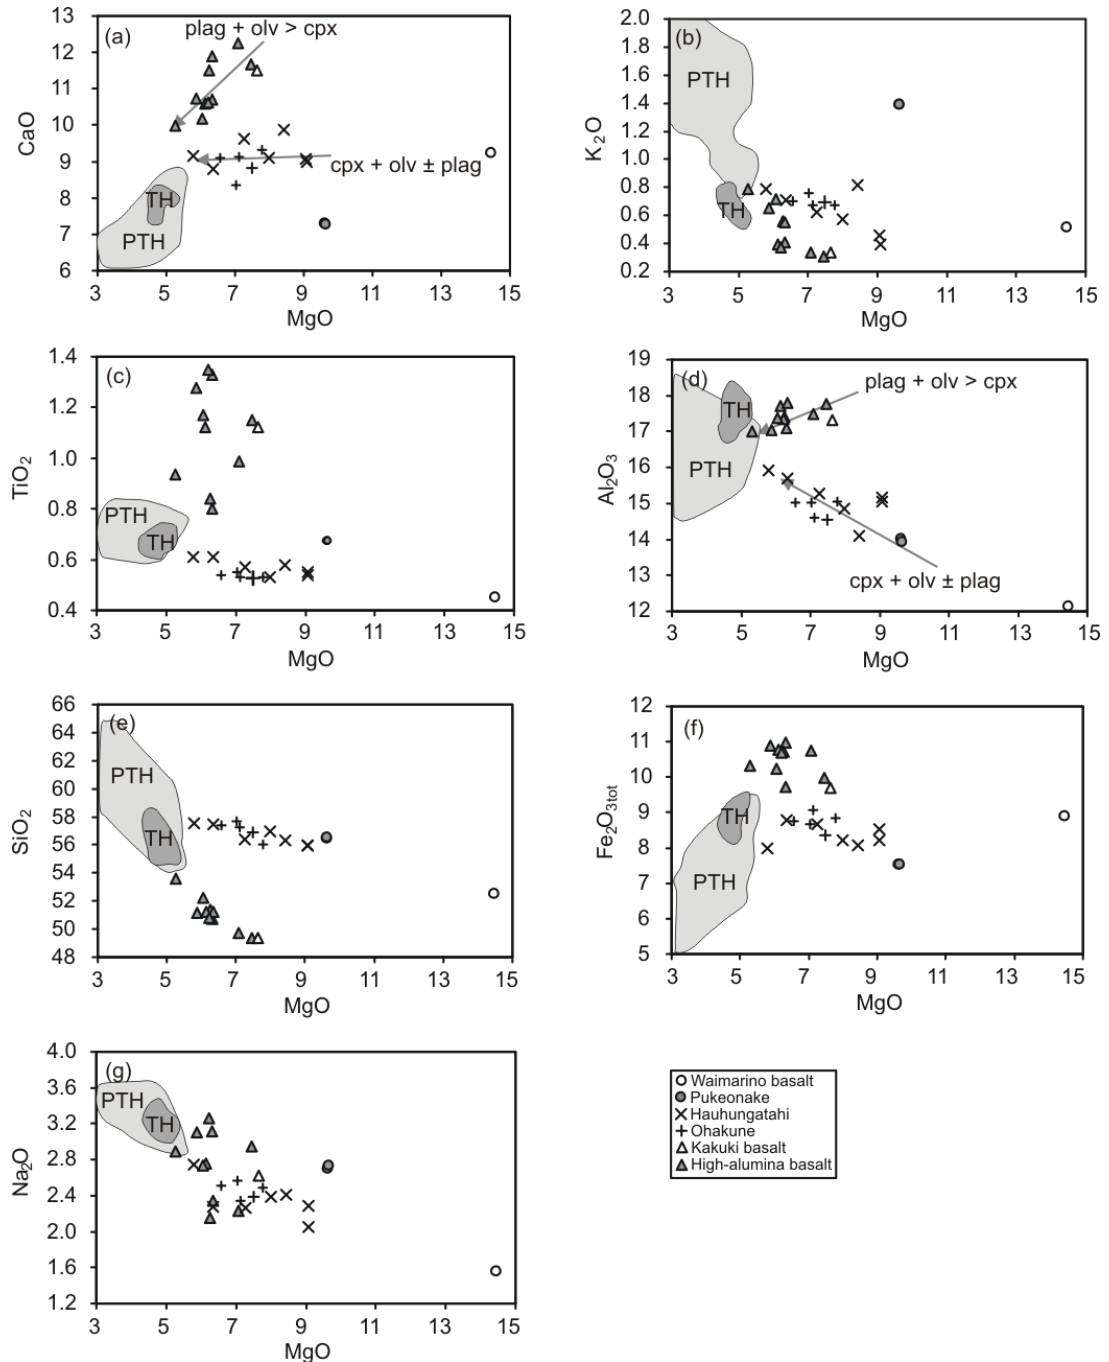 (a)
plag + olv > cpx
cpx + olv ± plag
TH
PTH
CaO
13
12
11
10
9
8
7
6
3 5 7 9 11 13 15
MgO
(b)
PTH
TH
K2O
2.0
1.8
1.6
1.4
1.2
1.0
0.8
0.6
0.4
0.2
3 5 7 9 11 13 15
MgO
(c)
PTH
TH
TiO2
1.4
1.2
1.0
0.8
0.6
0.4
3 5 7 9 11 13 15
MgO
(d)
plag + olv > cpx
TH
PTH
cpx + olv ± plag
Al2O3
19
18
17
16
15
14
13
12
3 5 7 9 11 13 15
MgO
(e)
PTH
TH
SiO2
66
64
62
60
58
56
54
52
50
48
3 5 7 9 11 13 15
MgO
(f)
TH
PTH
Fe2O3tot
12
11
10
9
8
7
6
5
3 5 7 9 11 13 15
MgO
(g)
PTH
TH
Na2O
4.0
3.6
3.2
2.8
2.4
2.0
1.6
1.2
3 5 7 9 11 13 15
MgO
Waimarino basalt
Pukeonake
Hauhungatahi
Ohakune
Kakuki basalt
High-alumina basalt